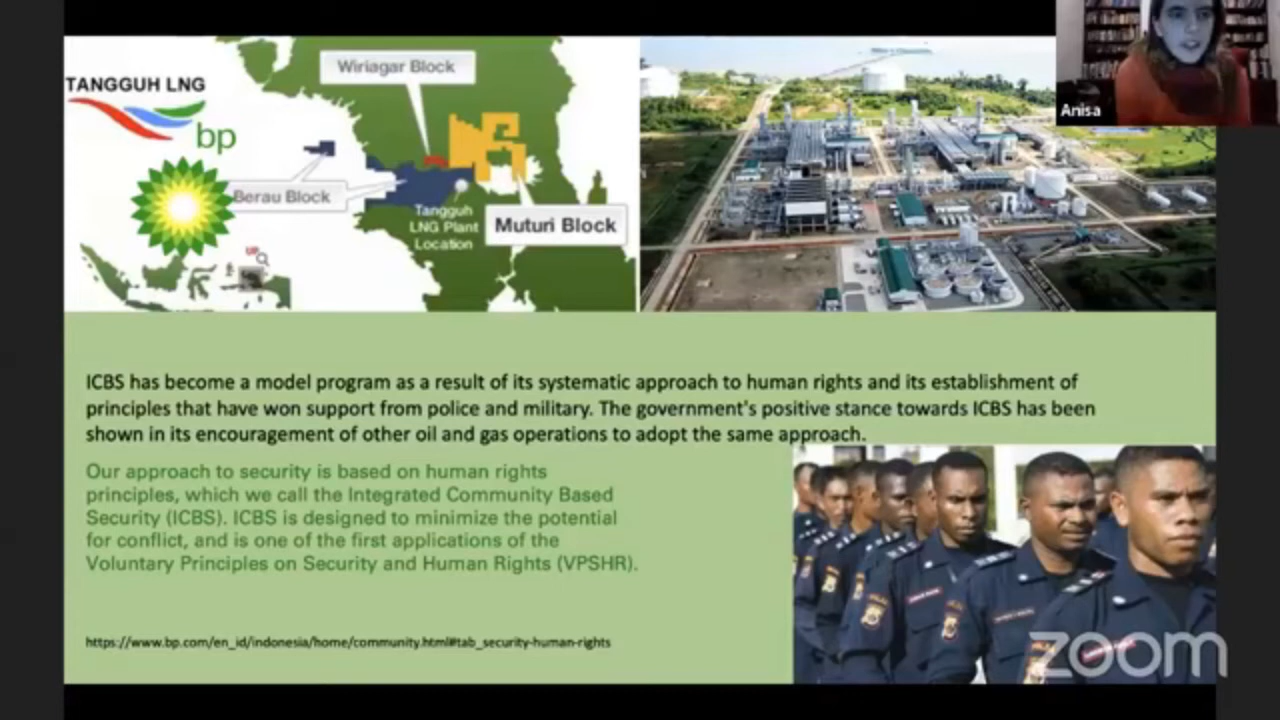 TANGGUH LNG
bp
Wiriagar Block
Berau Block
Tangguh
LNG Plant
Location
Muturi Block
Anisa
ICBS has become a model program as a result of its systematic approach to human rights and its establishment of
principles that have won support from police and military. The government's positive stance towards ICBS has been
shown in its encouragement of other oil and gas operations to adopt the same approach.
Our approach to security is based on human rights
principles, which we call the Integrated Community Based
Security (ICBS). ICBS is designed to minimize the potential
for conflict, and is one of the first applications of the
Voluntary Principles on Security and Human Rights (VPSHR).
https://www.bp.com/en_id/indonesia/home/community.html#tab_security-human-rights
zoom